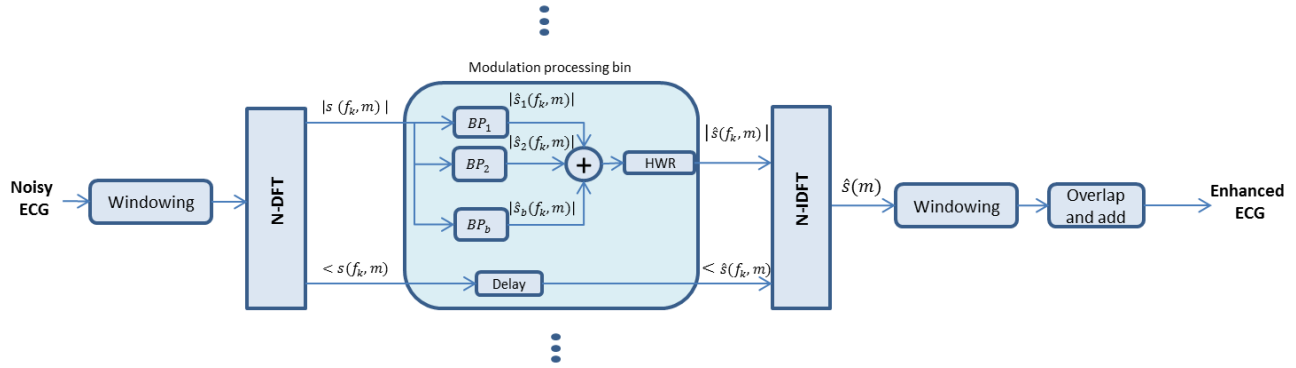 Modulation processing bin
Noisy
ECG
Windowing
N-DFT
|s (f_k, m) |
< s(f_k, m)
BP_1
|ŝ_1(f_k, m)|
BP_2
|ŝ_2(f_k, m)|
BP_b
|ŝ_b(f_k, m)|
+
HWR
Delay
|ŝ(f_k, m)|
< ŝ(f_k, m)
N-IDFT
ŝ(m)
Windowing
Overlap
and add
Enhanced
ECG